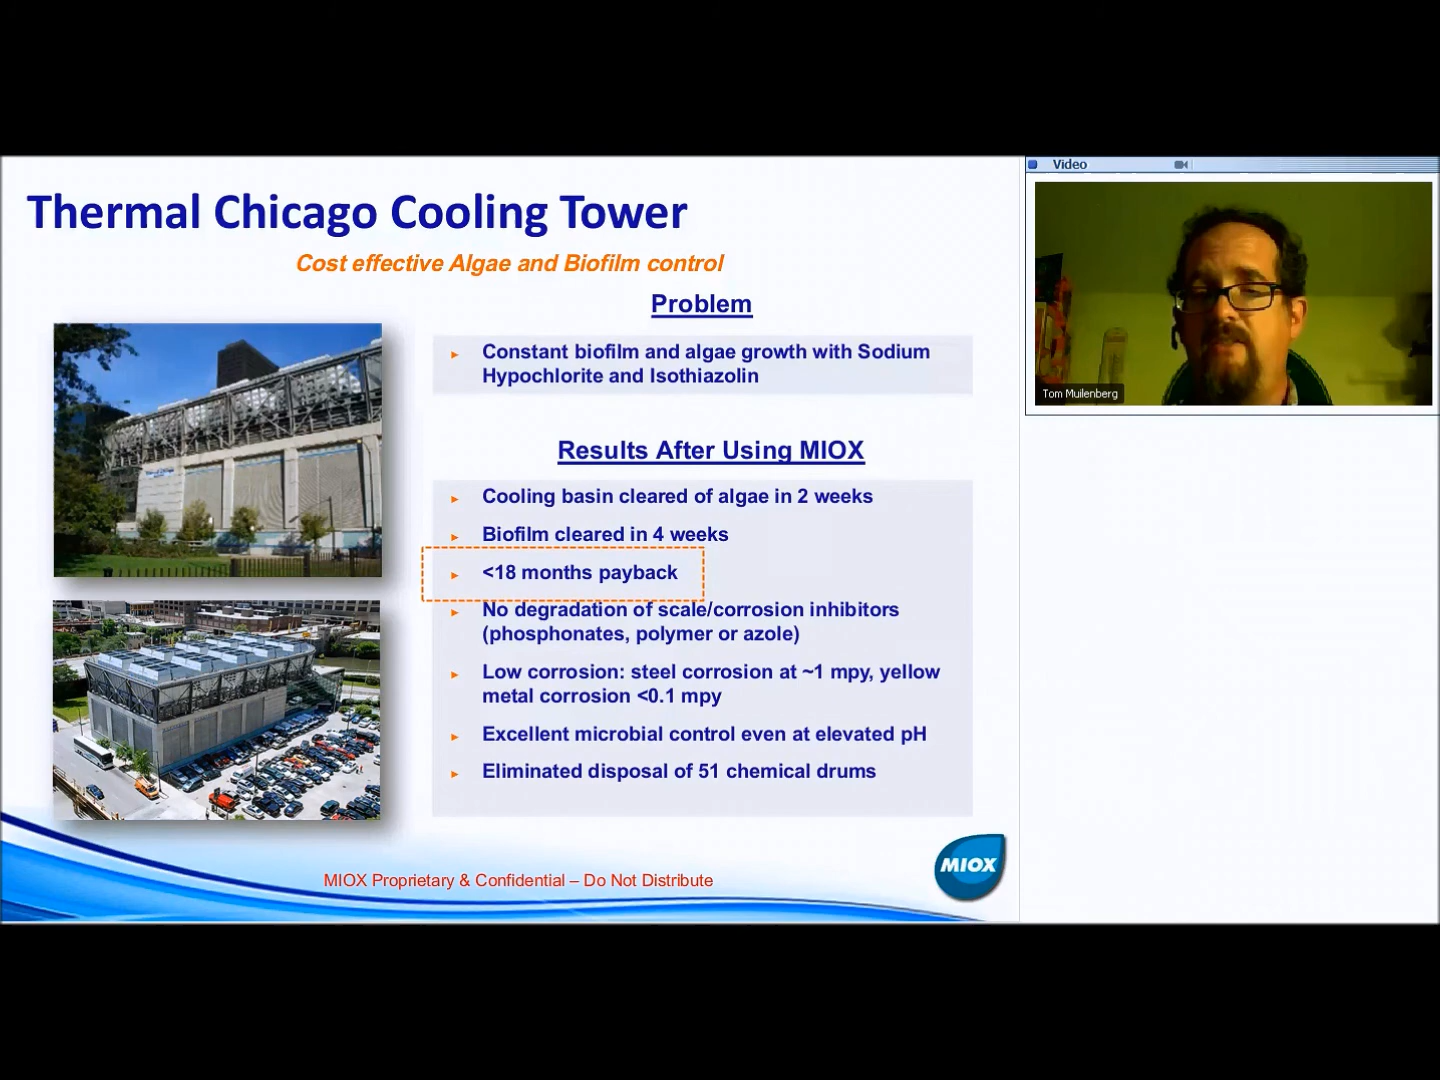 Thermal Chicago Cooling Tower
Cost effective Algae and Biofilm control
Problem
Constant biofilm and algae growth with Sodium
Hypochlorite and Isothiazolin
Results After Using MIOX
Cooling basin cleared of algae in 2 weeks
Biofilm cleared in 4 weeks
<18 months payback
No degradation of scale/corrosion inhibitors
(phosphonates, polymer or azole)
Low corrosion: steel corrosion at ~1 mpy, yellow
metal corrosion <0.1 mpy
Excellent microbial control even at elevated pH
Eliminated disposal of 51 chemical drums
MIOX Proprietary & Confidential – Do Not Distribute
MIOX
Video
Tom Muilenberg